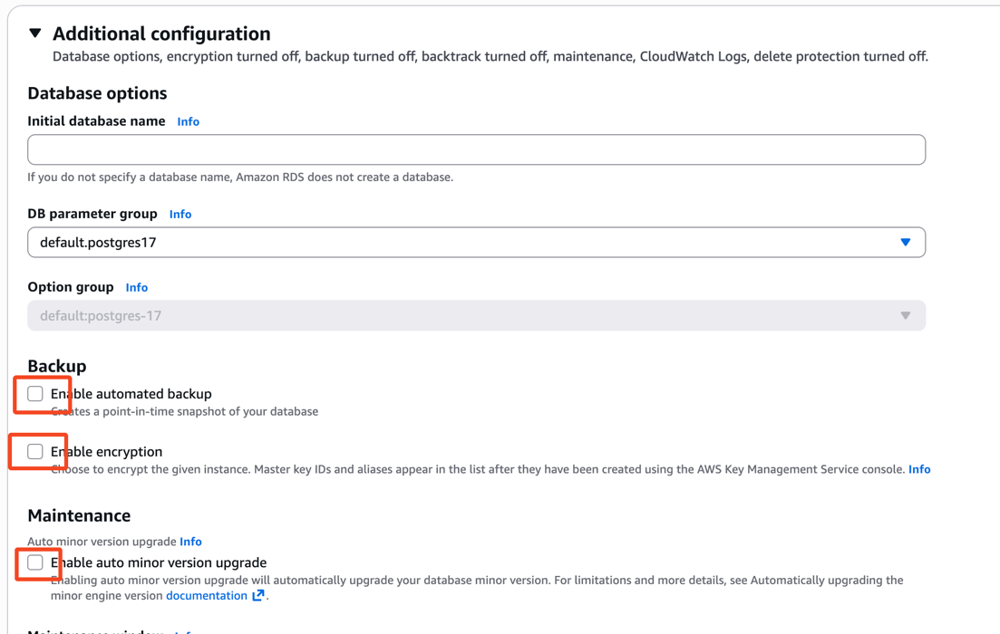 Additional configuration
Database options, encryption turned off, backup turned off, backtrack turned off, maintenance, CloudWatch Logs, delete protection turned off.
Database options
Initial database name Info
If you do not specify a database name, Amazon RDS does not create a database.
DB parameter group Info
default.postgres17
Option group Info
default:postgres-17
Backup
Enable automated backup
Creates a point-in-time snapshot of your database
Enable encryption
Choose to encrypt the given instance. Master key IDs and aliases appear in the list after they have been created using the AWS Key Management Service console. Info
Maintenance
Auto minor version upgrade Info
Enable auto minor version upgrade
Enabling auto minor version upgrade will automatically upgrade your database minor version. For limitations and more details, see Automatically upgrading the
minor engine version documentation.
Maintenance window Info